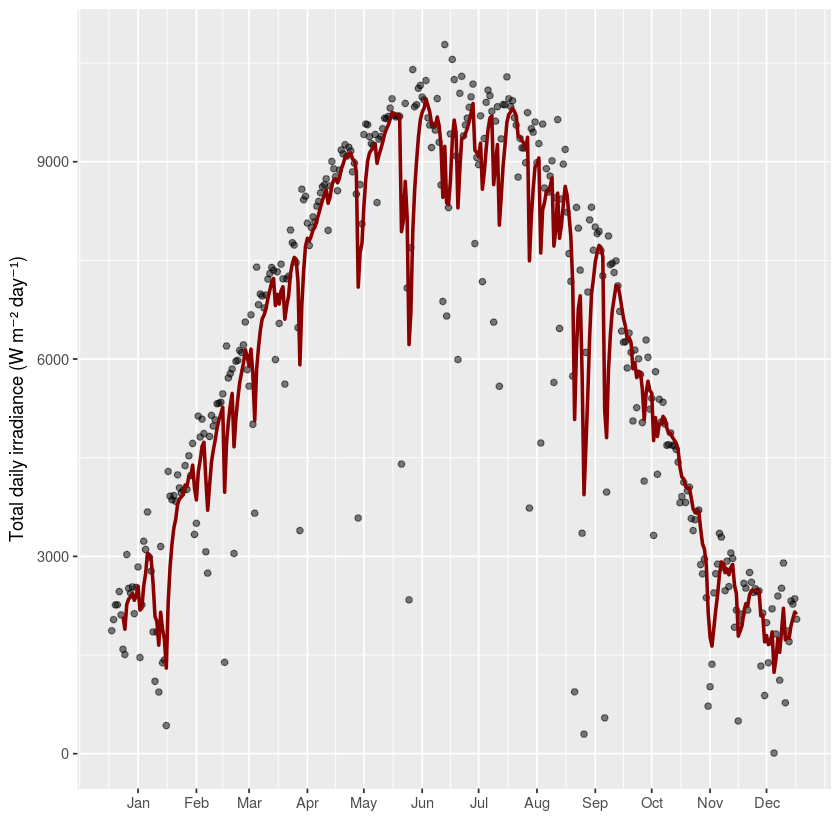 Total daily irradiance (W m⁻² day⁻¹)
9000
6000
3000
0
Jan Feb Mar Apr May Jun Jul Aug Sep Oct Nov Dec